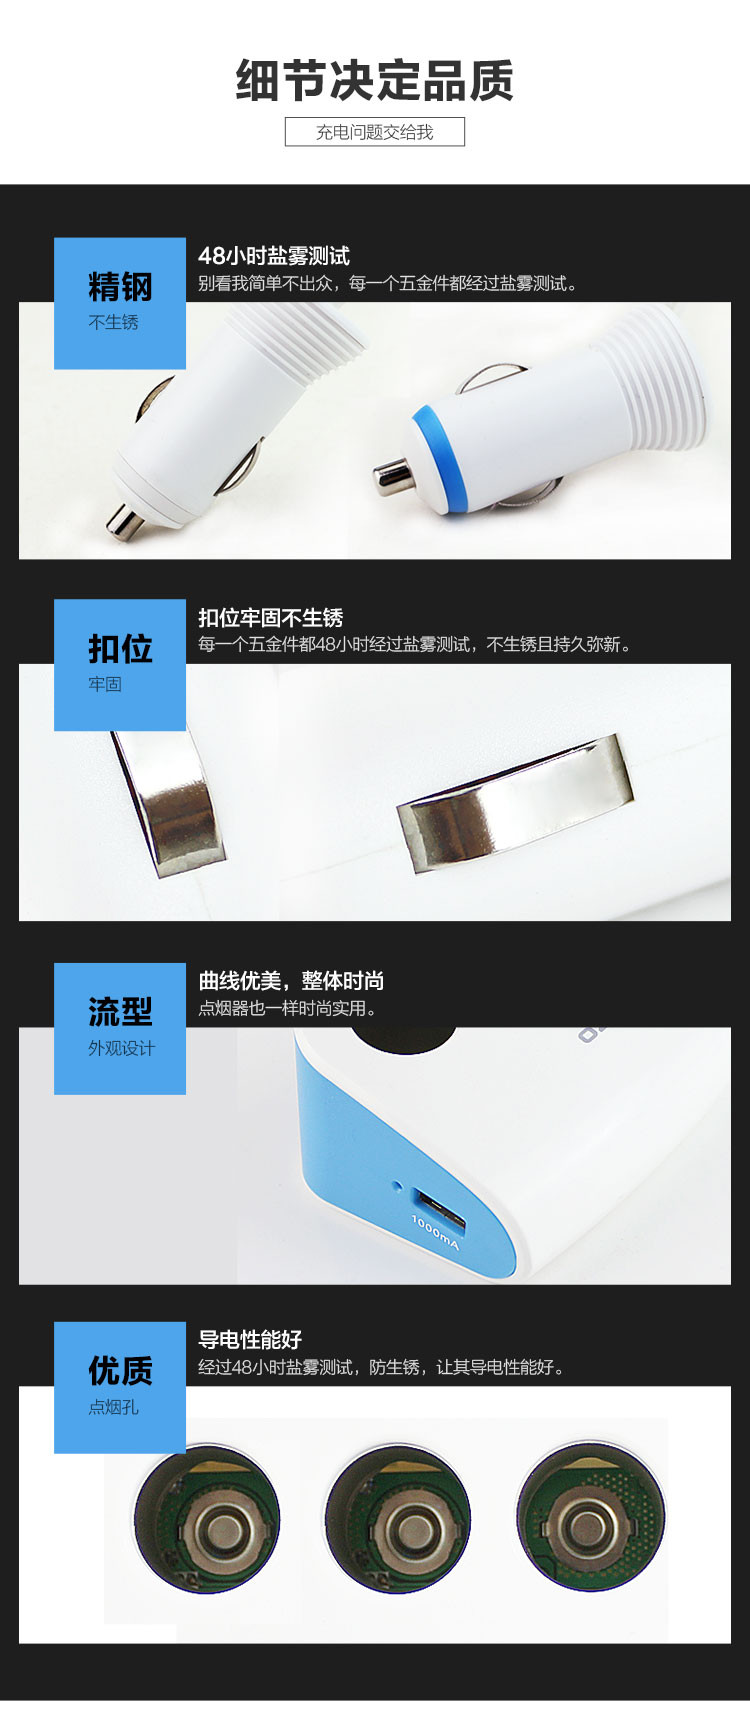 细节决定品质
充电问题交给我
精钢
不生锈
48小时盐雾测试
别看我简单不出众，每一个五金件都经过盐雾测试。
扣位
牢固
扣位牢固不生锈
每一个五金件都48小时经过盐雾测试，不生锈且持久弥新。
流型
外观设计
曲线优美，整体时尚
点烟器也一样时尚实用。
1000mA
优质
点烟孔
导电性能好
经过48小时盐雾测试，防生锈，让其导电性能好。